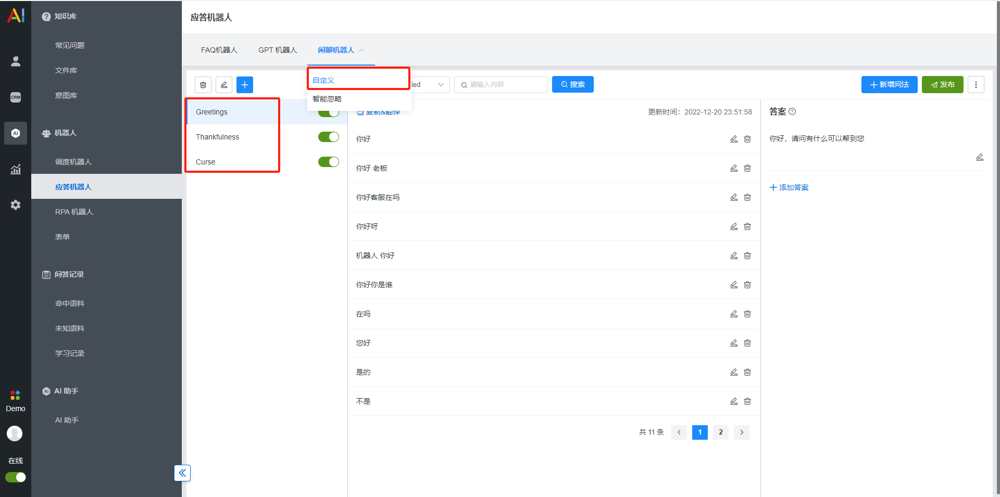 AI
CRM
AI
Demo
在线
知识库
常见问题
文件库
意图库
机器人
调度机器人
应答机器人
RPA 机器人
表单
问答记录
命中语料
未知语料
学习记录
AI 助手
AI 助手
应答机器人
FAQ机器人
GPT 机器人
闲聊机器人
自定义
智能忽略
ied
请输入内容
搜索
新增问法
发布
Greetings
Thankfulness
Curse
复制&翻译
更新时间：2022-12-20 23:51:58
你好
你好 老板
你好客服在吗
你好呀
机器人 你好
你好你是谁
在吗
您好
是的
不是
共 11 条
1
2
答案
你好，请问有什么可以帮到您
添加答案